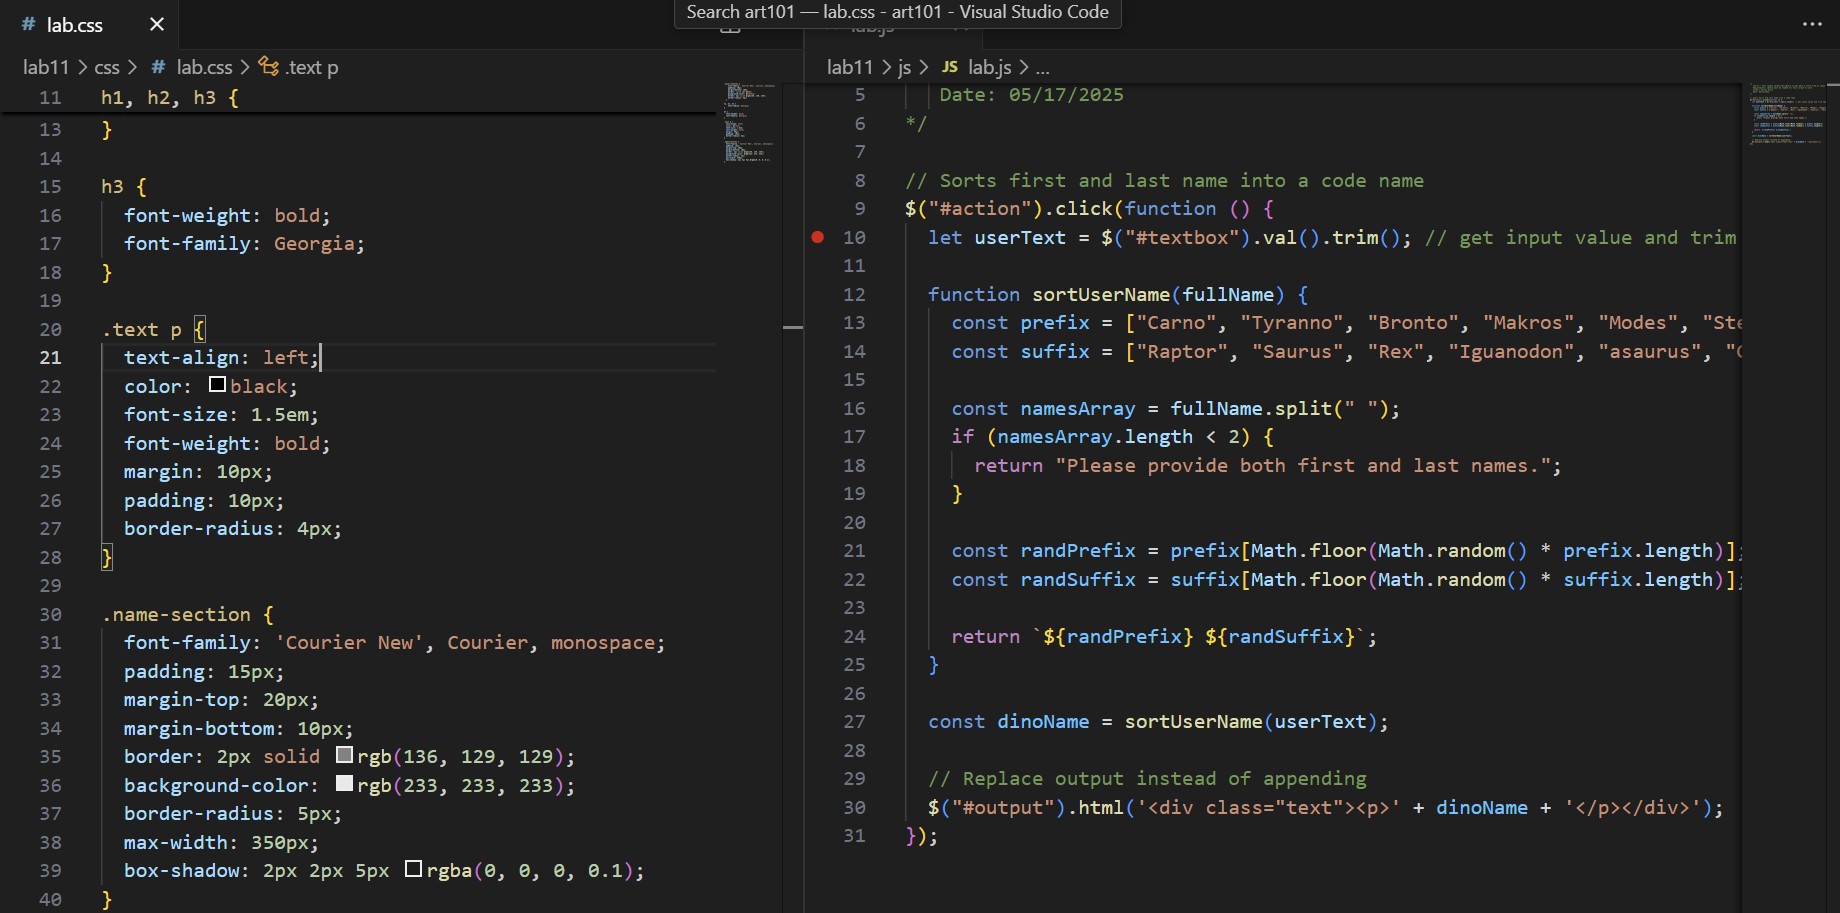 # lab.css ×
Search art101 — lab.css - art101 - Visual Studio Code
lab.js
...
lab11 > css > # lab.css > .text p
11 h1, h2, h3 {
13 }
14
15 h3 {
16 font-weight: bold;
17 font-family: Georgia;
18 }
19
20 .text p {
21 text-align: left;
22 color: black;
23 font-size: 1.5em;
24 font-weight: bold;
25 margin: 10px;
26 padding: 10px;
27 border-radius: 4px;
28 }
29
30 .name-section {
31 font-family: 'Courier New', Courier, monospace;
32 padding: 15px;
33 margin-top: 20px;
34 margin-bottom: 10px;
35 border: 2px solid rgb(136, 129, 129);
36 background-color: rgb(233, 233, 233);
37 border-radius: 5px;
38 max-width: 350px;
39 box-shadow: 2px 2px 5px rgba(0, 0, 0, 0.1);
40 }
lab11 > js > JS lab.js > ...
5 Date: 05/17/2025
6 */
7
8 // Sorts first and last name into a code name
9 $("#action").click(function () {
10 let userText = $("#textbox").val().trim(); // get input value and trim
11
12 function sortUserName(fullName) {
13 const prefix = ["Carno", "Tyranno", "Bronto", "Makros", "Modes", "Ste
14 const suffix = ["Raptor", "Saurus", "Rex", "Iguanodon", "asaurus", "
15
16 const namesArray = fullName.split(" ");
17 if (namesArray.length < 2) {
18 return "Please provide both first and last names.";
19 }
20
21 const randPrefix = prefix[Math.floor(Math.random() * prefix.length)];
22 const randSuffix = suffix[Math.floor(Math.random() * suffix.length)];
23
24 return `${randPrefix} ${randSuffix}`;
25 }
26
27 const dinoName = sortUserName(userText);
28
29 // Replace output instead of appending
30 $("#output").html('<div class="text"><p>' + dinoName + '</p></div>');
31 });